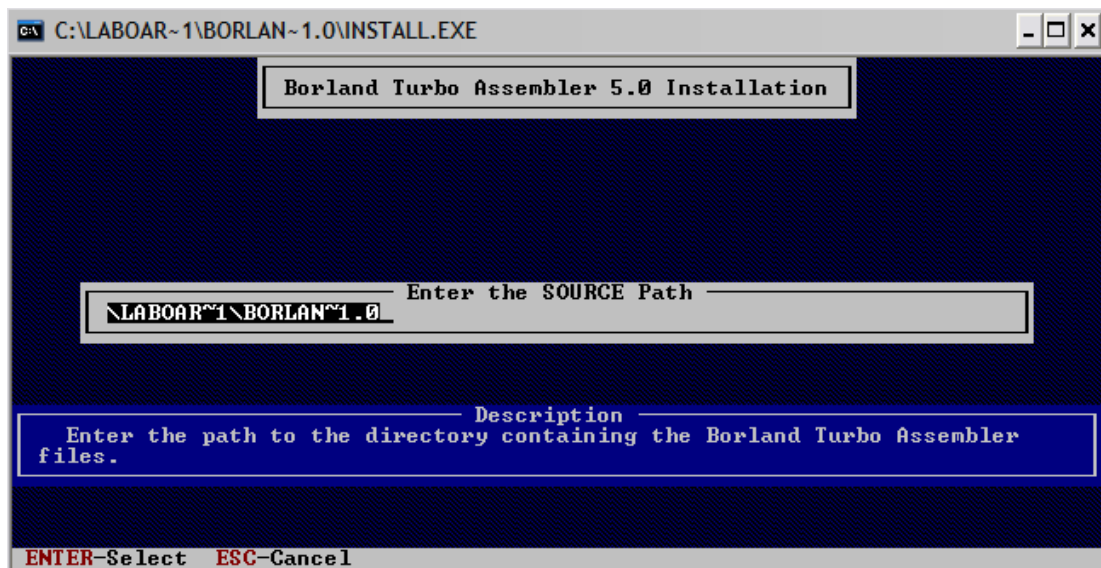 C:\LABOAR~1\BORLAN~1.0\INSTALL.EXE
Borland Turbo Assembler 5.0 Installation
Enter the SOURCE Path
\LABOAR~1\BORLAN~1.0_
Description
Enter the path to the directory containing the Borland Turbo Assembler
files.
ENTER-Select ESC-Cancel